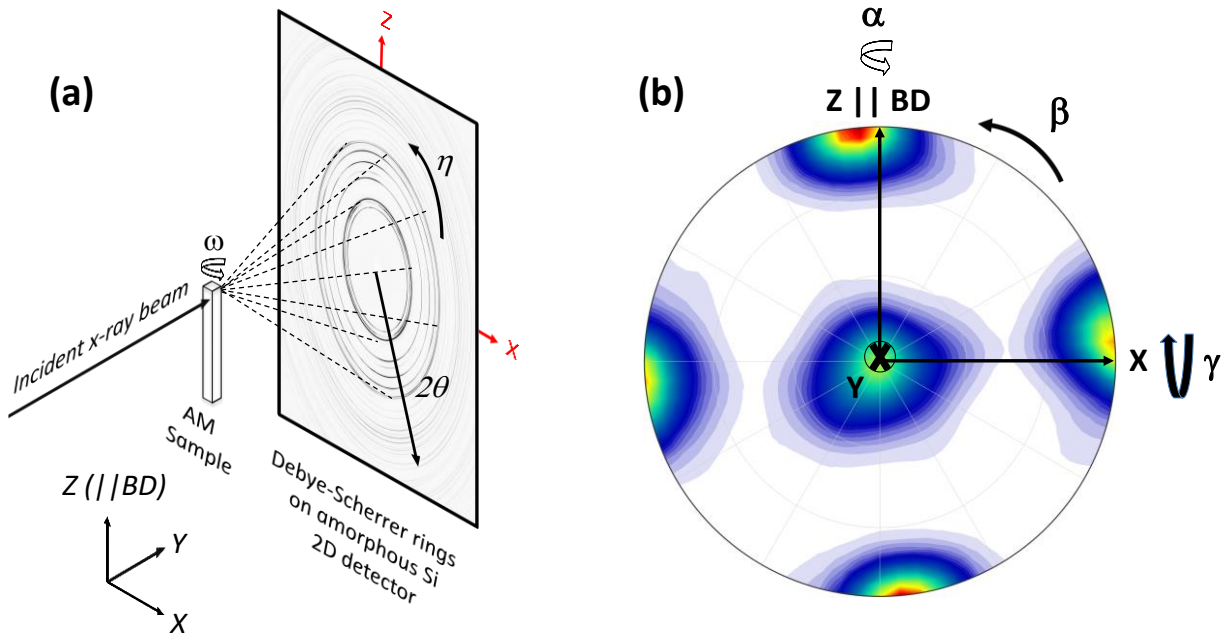 (a)
Z
η
ω
Incident x-ray beam
X
2θ
AM
Sample
Debye-Scherrer rings
on amorphous Si
2D detector
Z (||BD)
Y
X
(b)
α
Z || BD
β
X
γ
Y